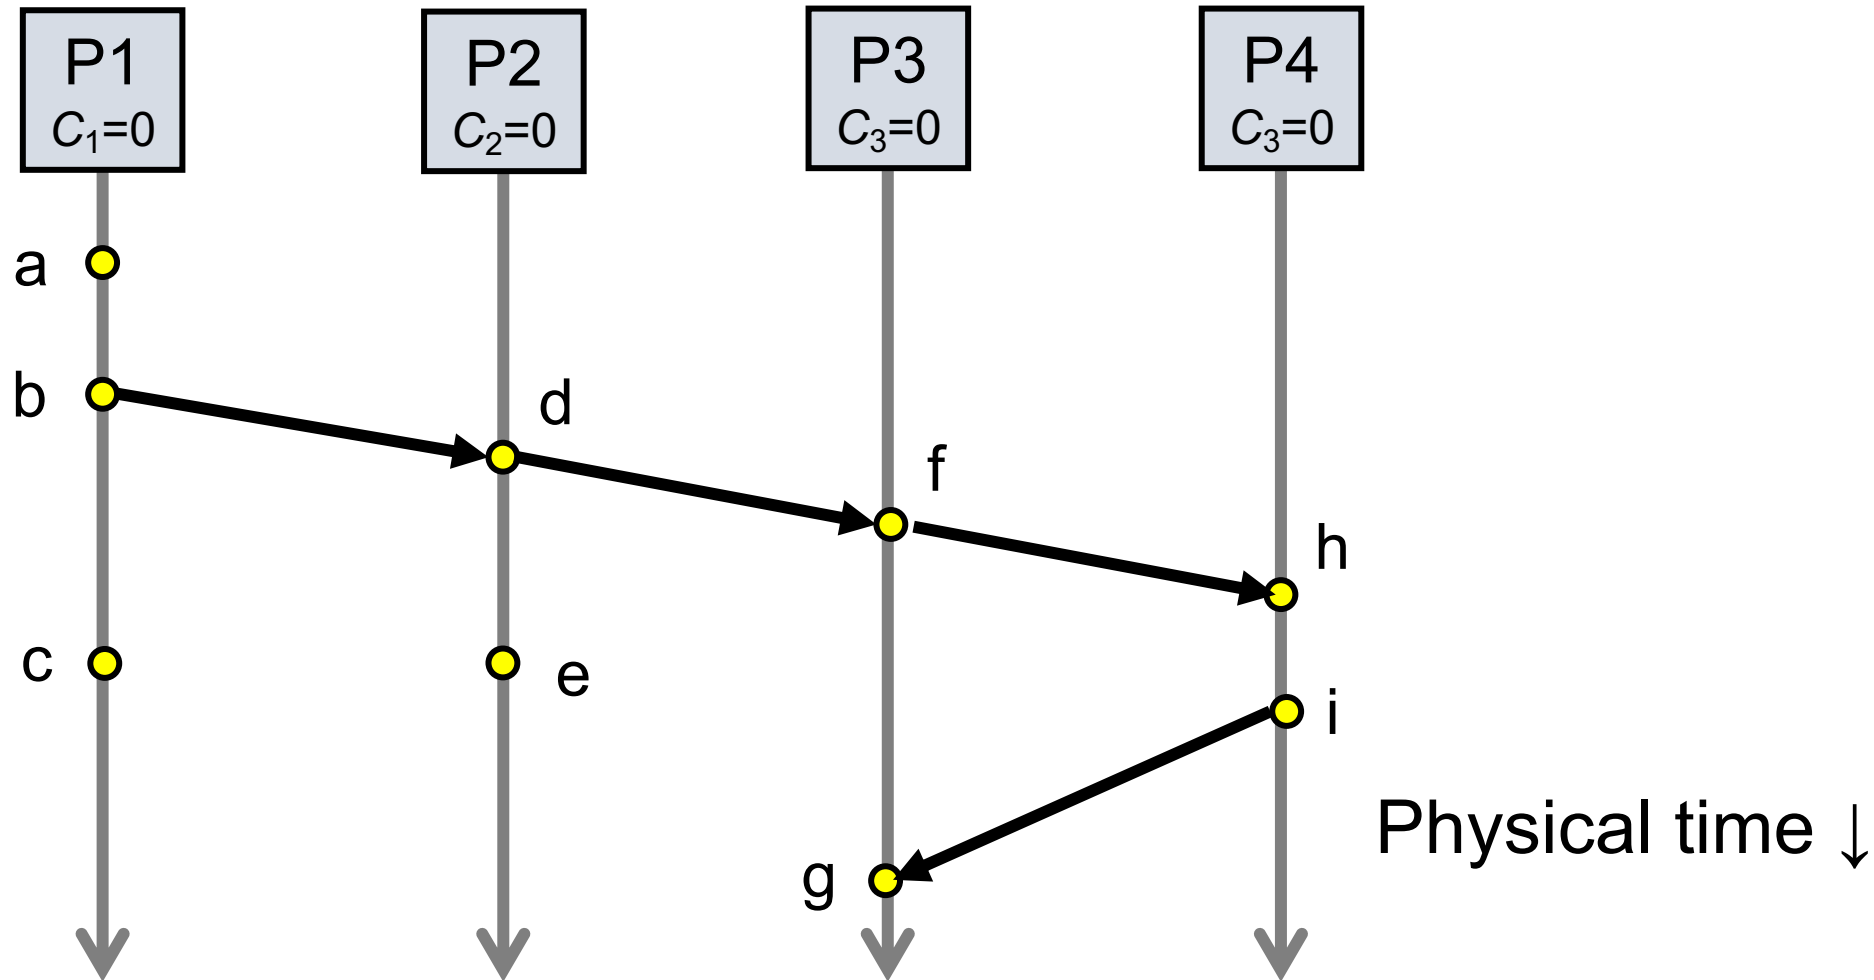 P1
C₁=0
P2
C₂=0
P3
C₃=0
P4
C₃=0
a
b
d
f
h
c
e
i
Physical time ↓
g